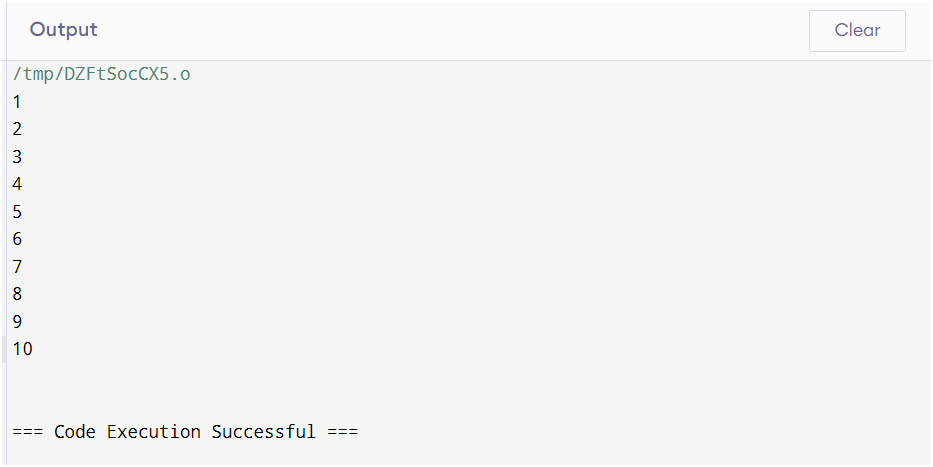 Output
Clear
/tmp/DZFtSocCX5.o
1
2
3
4
5
6
7
8
9
10
=== Code Execution Successful ===